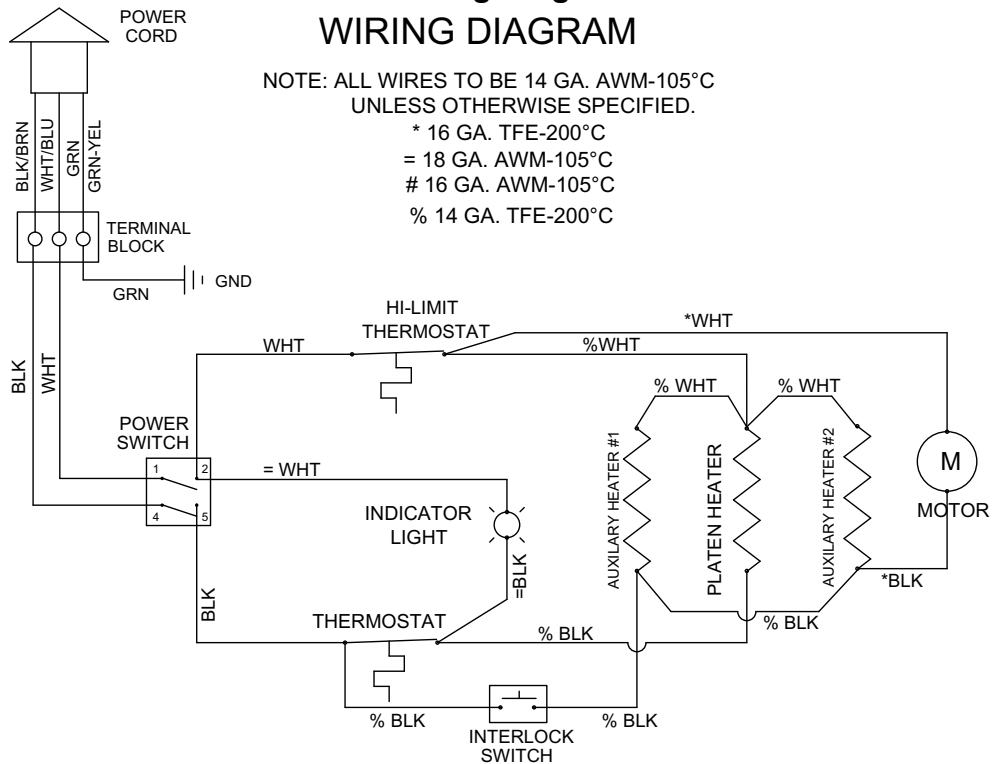 WIRING DIAGRAM
POWER
CORD
NOTE: ALL WIRES TO BE 14 GA. AWM-105°C
UNLESS OTHERWISE SPECIFIED.
* 16 GA. TFE-200°C
= 18 GA. AWM-105°C
# 16 GA. AWM-105°C
% 14 GA. TFE-200°C
BLK/BRN
WHT/BLU
GRN
GRN-YEL
TERMINAL
BLOCK
GRN
GND
BLK
WHT
HI-LIMIT
THERMOSTAT
WHT
*WHT
%WHT
% WHT
% WHT
POWER
SWITCH
1
2
4
5
= WHT
INDICATOR
LIGHT
=BLK
AUXILARY HEATER #1
PLATEN HEATER
AUXILARY HEATER #2
M
MOTOR
*BLK
BLK
THERMOSTAT
% BLK
% BLK
% BLK
% BLK
INTERLOCK
SWITCH